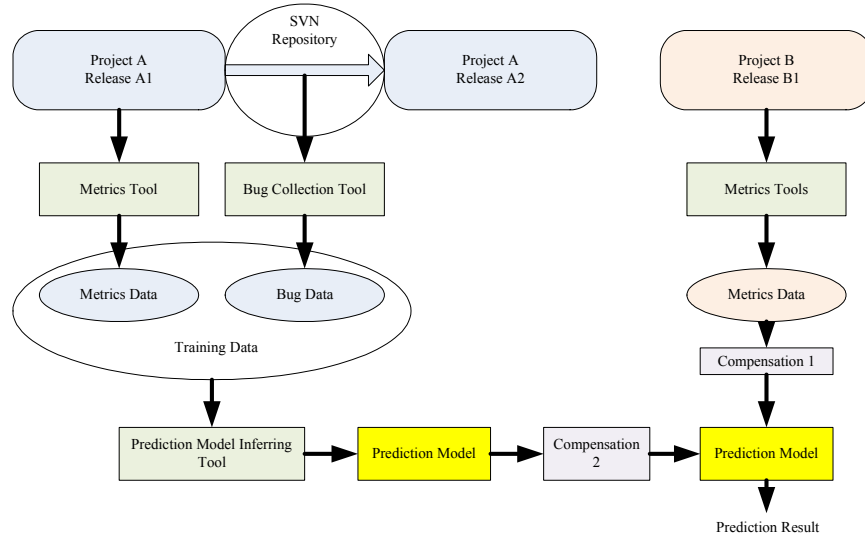 SVN
Repository
Project A
Release A1
Project A
Release A2
Project B
Release B1
Metrics Tool
Bug Collection Tool
Metrics Tools
Metrics Data
Bug Data
Metrics Data
Training Data
Compensation 1
Prediction Model Inferring
Tool
Prediction Model
Compensation
2
Prediction Model
Prediction Result